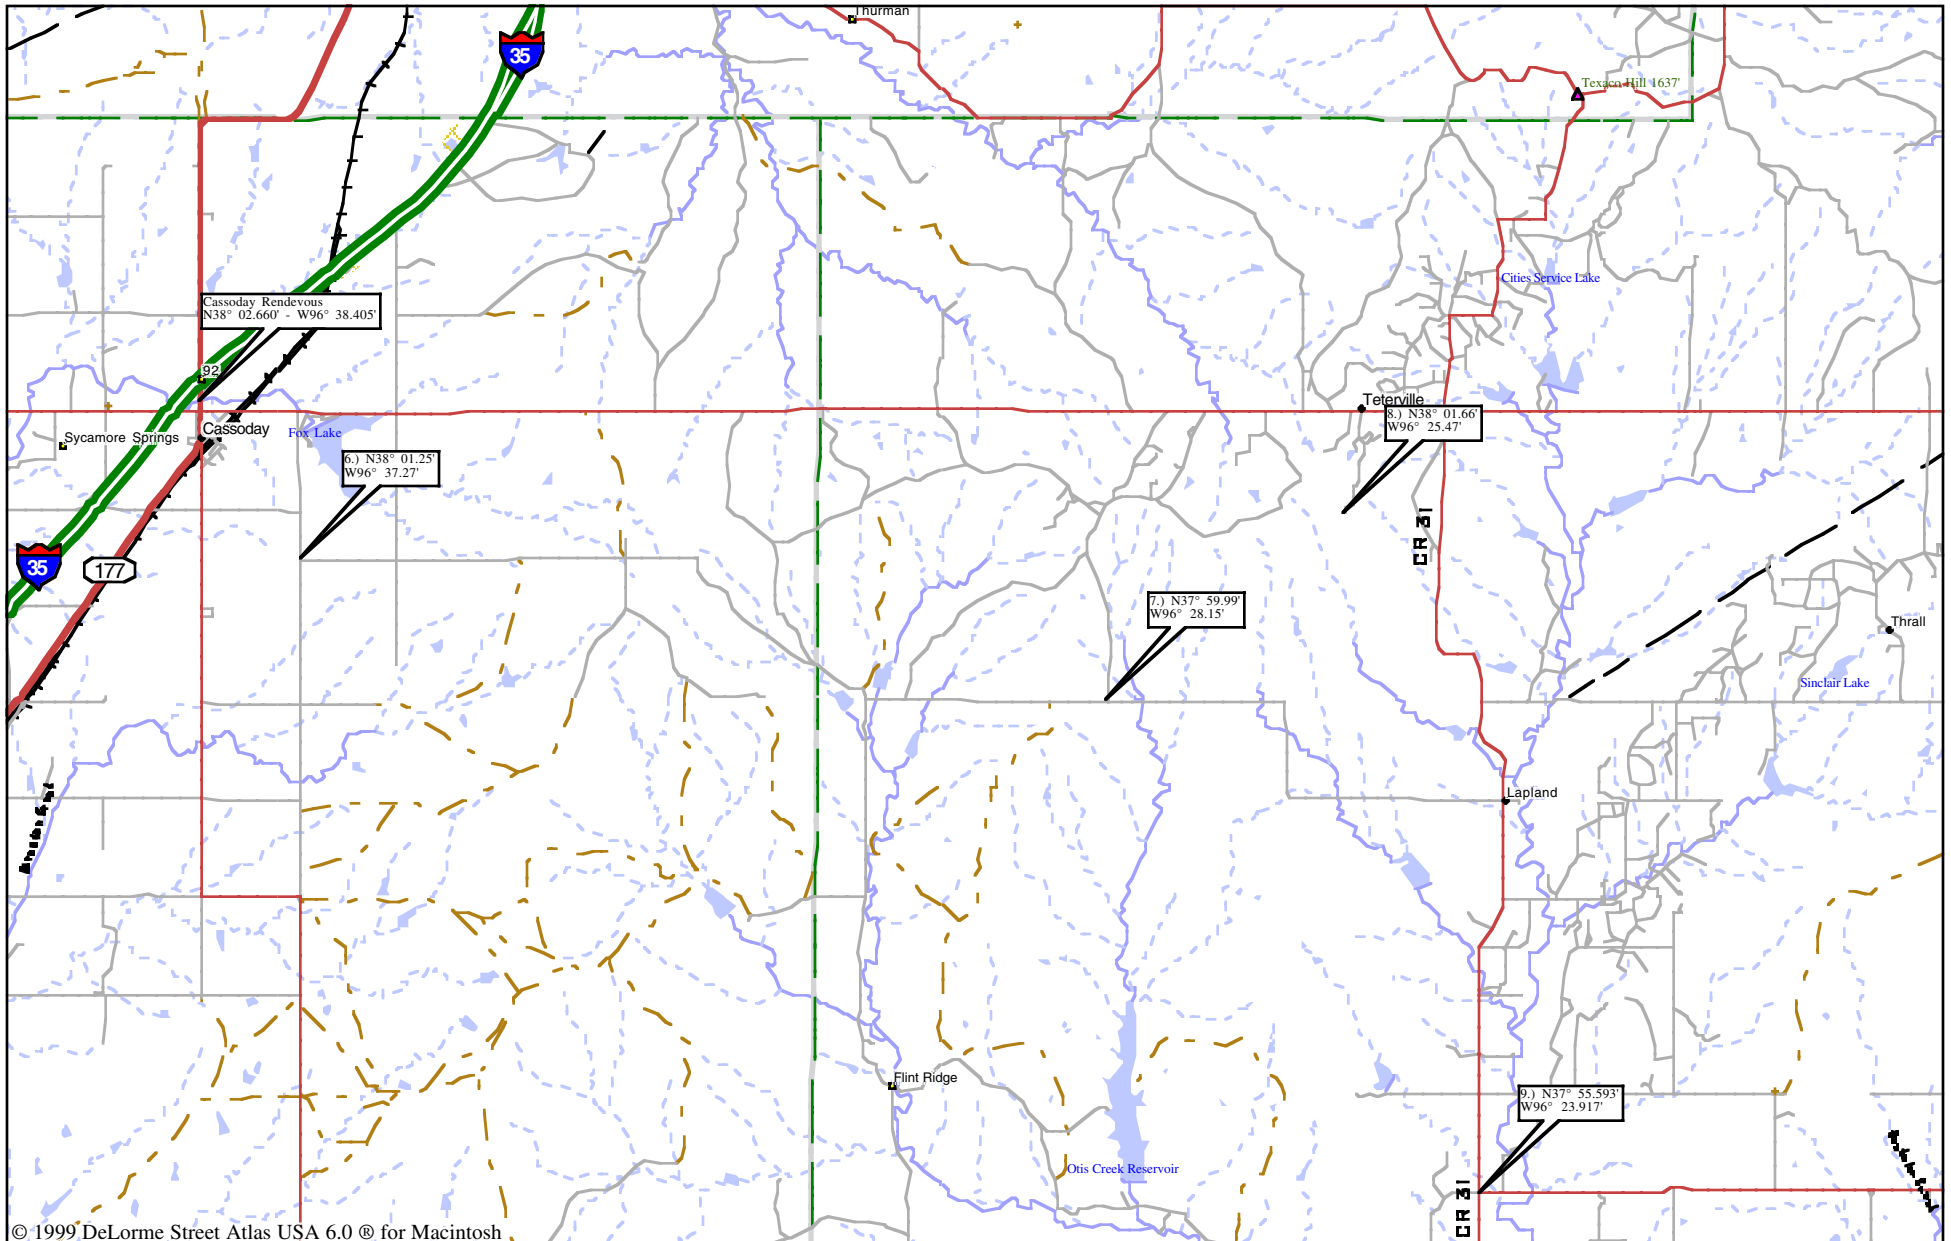 Thurman
35
Texaco Hill 1637'
Cities Service Lake
Cassoday Rendevous
N38° 02.660' - W96° 38.405'
92
Teterville
8.) N38° 01.66'
W96° 25.47'
Sycamore Springs
Cassoday
Fox Lake
6.) N38° 01.25'
W96° 37.27'
CR 31
35
177
7.) N37° 59.99'
W96° 28.15'
Thrall
Sinclair Lake
Lapland
Flint Ridge
9.) N37° 55.593'
W96° 23.917'
Otis Creek Reservoir
CR 31
© 1999 DeLorme Street Atlas USA 6.0 ® for Macintosh